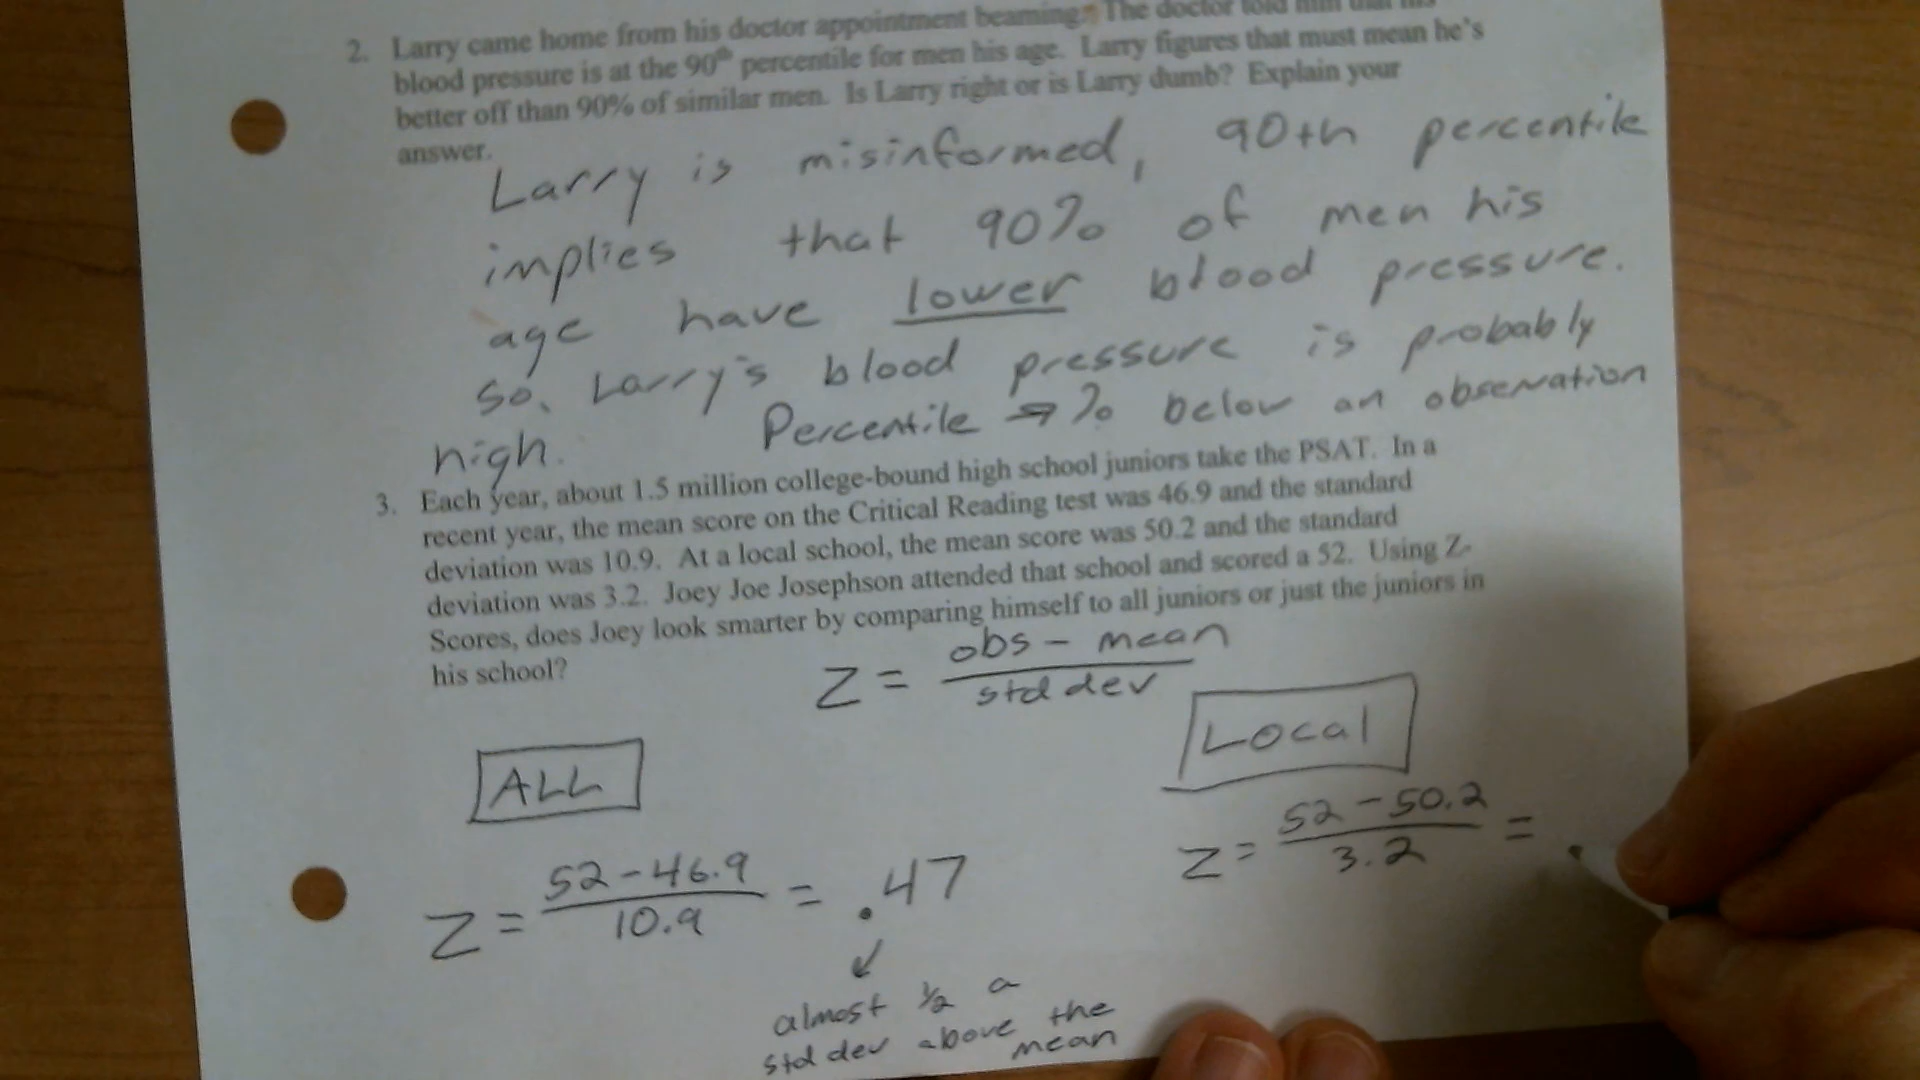 2. Larry came home from his doctor appointment beaming. The doctor told him that his
blood pressure is at the 90th percentile for men his age. Larry figures that must mean he's
better off than 90% of similar men. Is Larry right or is Larry dumb? Explain your
answer.
Larry is misinformed, 90th percentile
implies that 90% of men his
age have lower blood pressure.
So, Larry's blood pressure is probably
high.
Percentile → % below an observation
3. Each year, about 1.5 million college-bound high school juniors take the PSAT. In a
recent year, the mean score on the Critical Reading test was 46.9 and the standard
deviation was 10.9. At a local school, the mean score was 50.2 and the standard
deviation was 3.2. Joey Joe Josephson attended that school and scored a 52. Using Z-
Scores, does Joey look smarter by comparing himself to all juniors or just the juniors in
his school?
Z = obs - mean / std dev
ALL
Z = 52 - 46.9 / 10.9 = .47
almost 1/2 a
std dev above the
mean
Local
Z = 52 - 50.2 / 3.2 = .